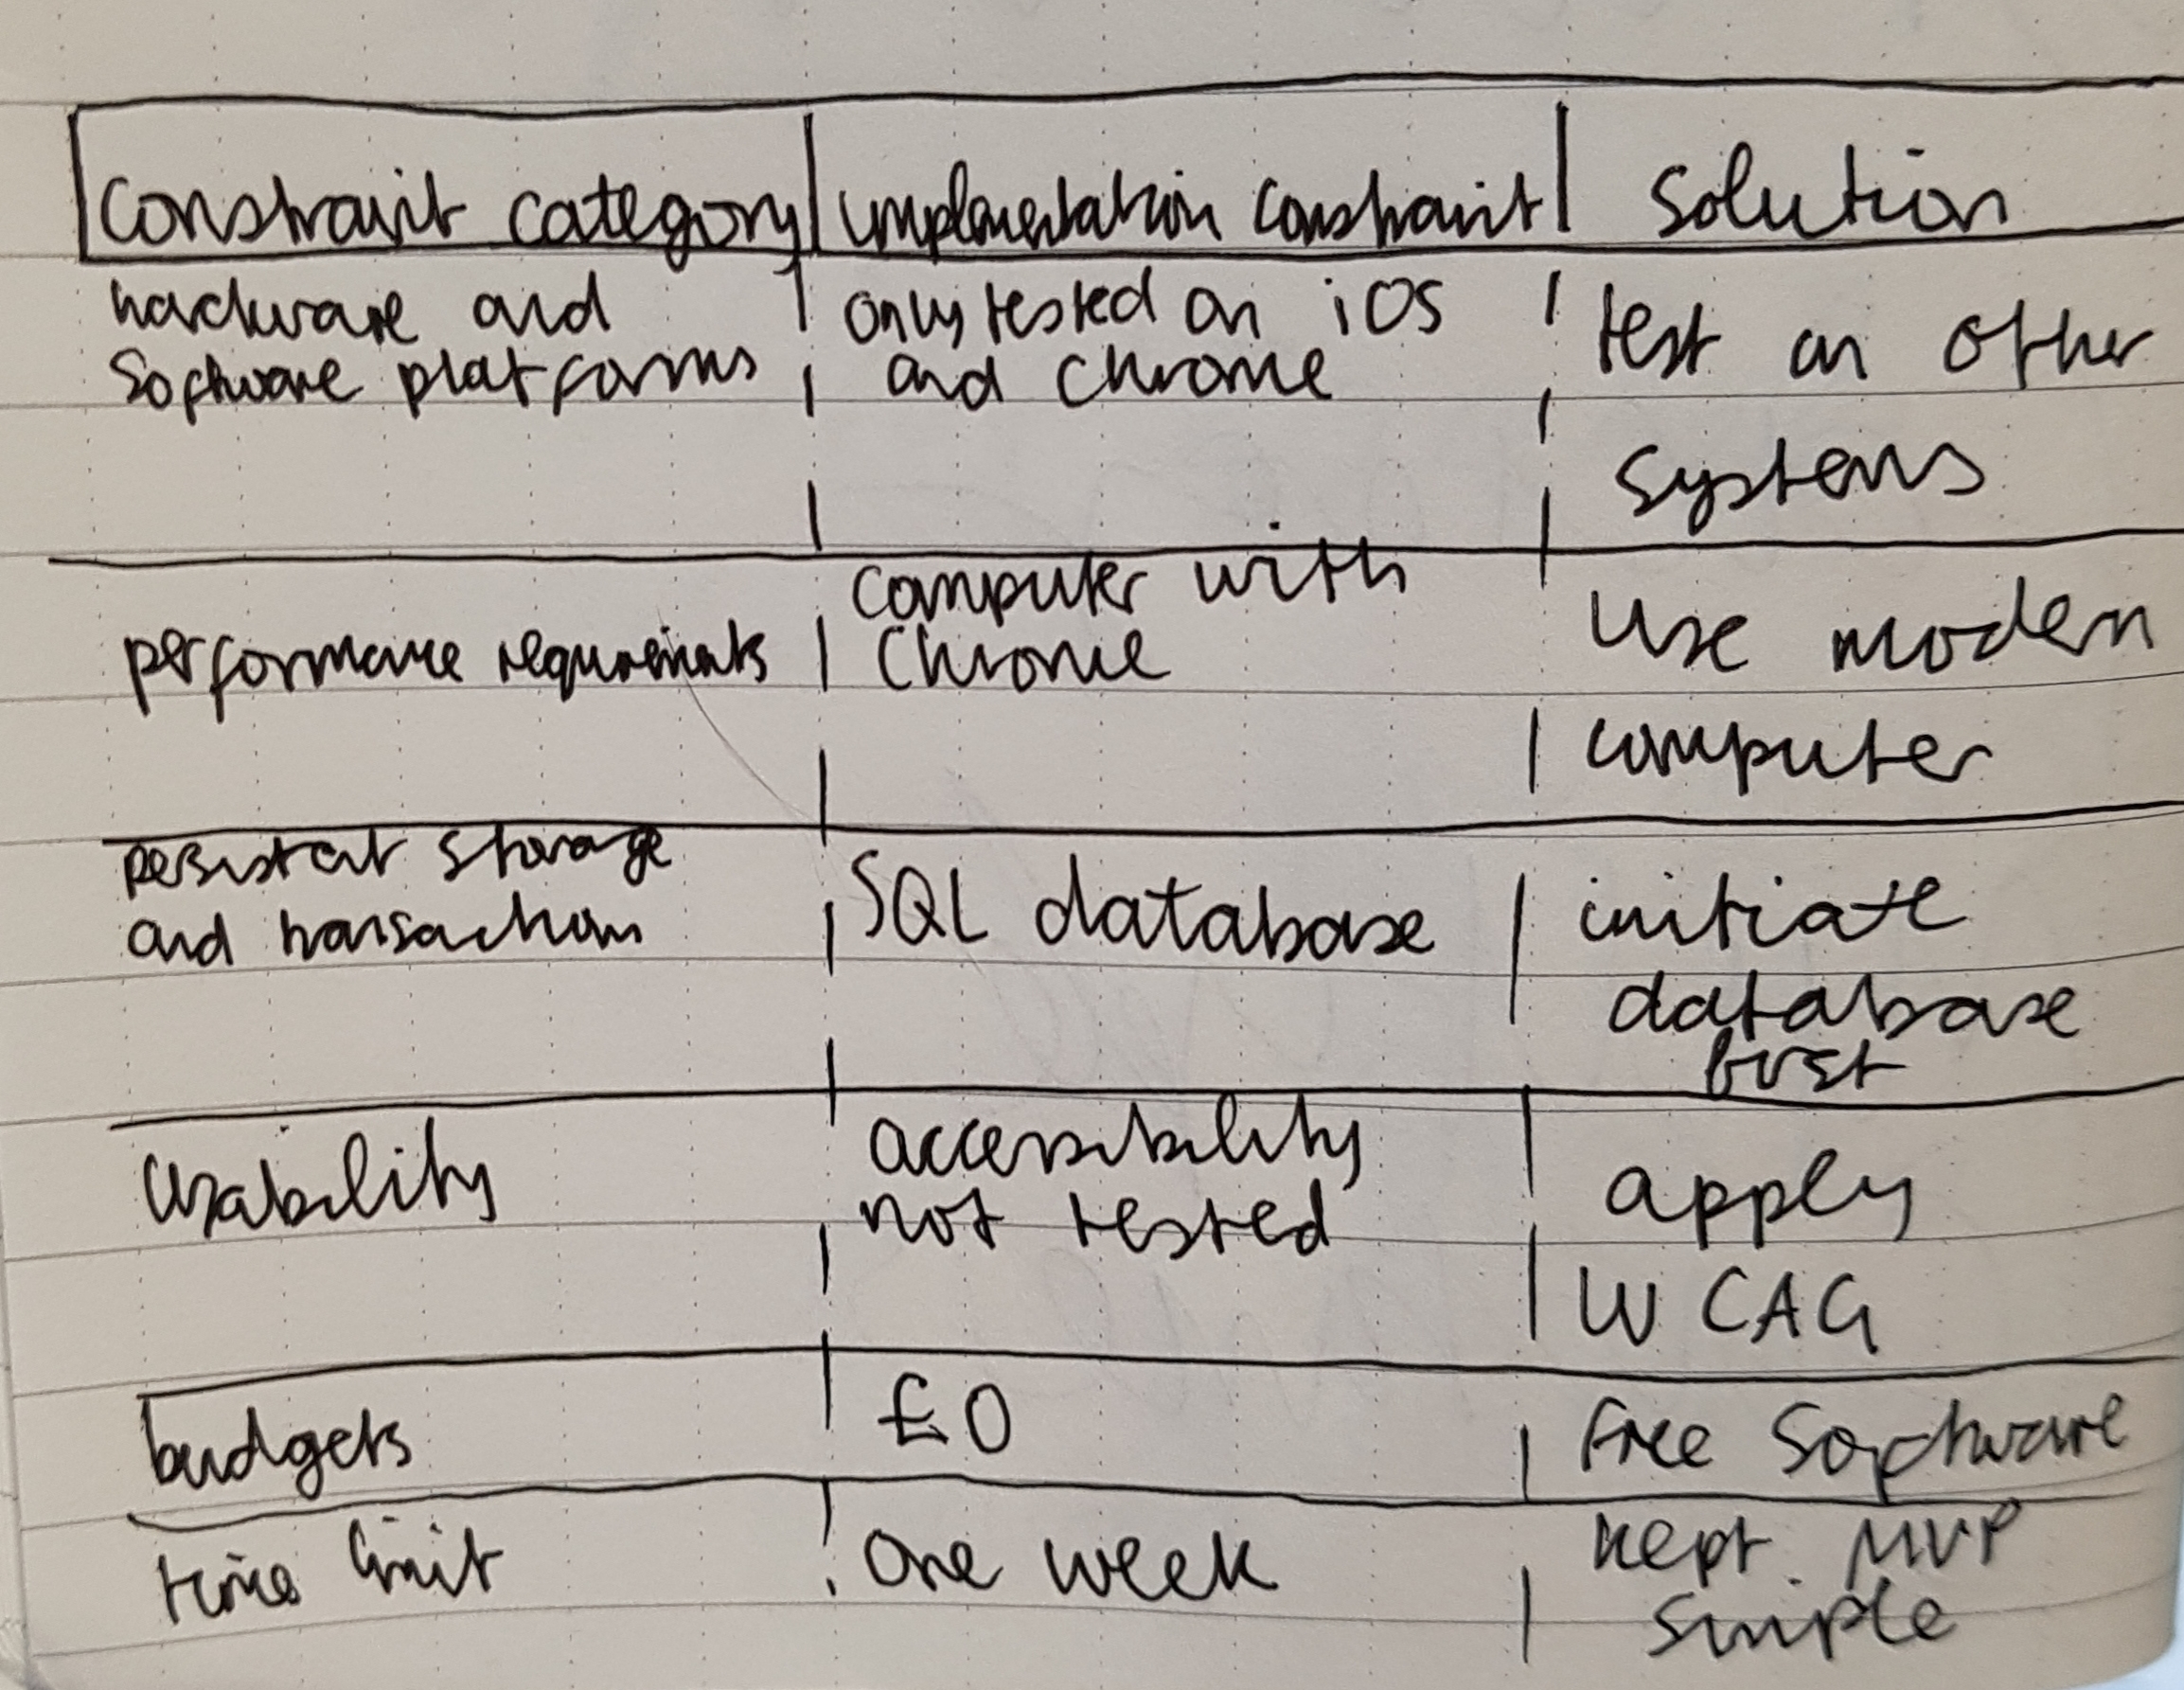 Constraint category
implementation constraint
Solution
hardware and
Software platforms
only tested on iOS
and Chrome
test on other
Systems
performance requirements
computer with
Chrome
use modern
computer
persistent storage
and transactions
SQL database
initiate
database
first
Usability
accessibility
not tested
apply
WCAG
budgets
£0
free Software
time limit
One week
kept MVP
simple